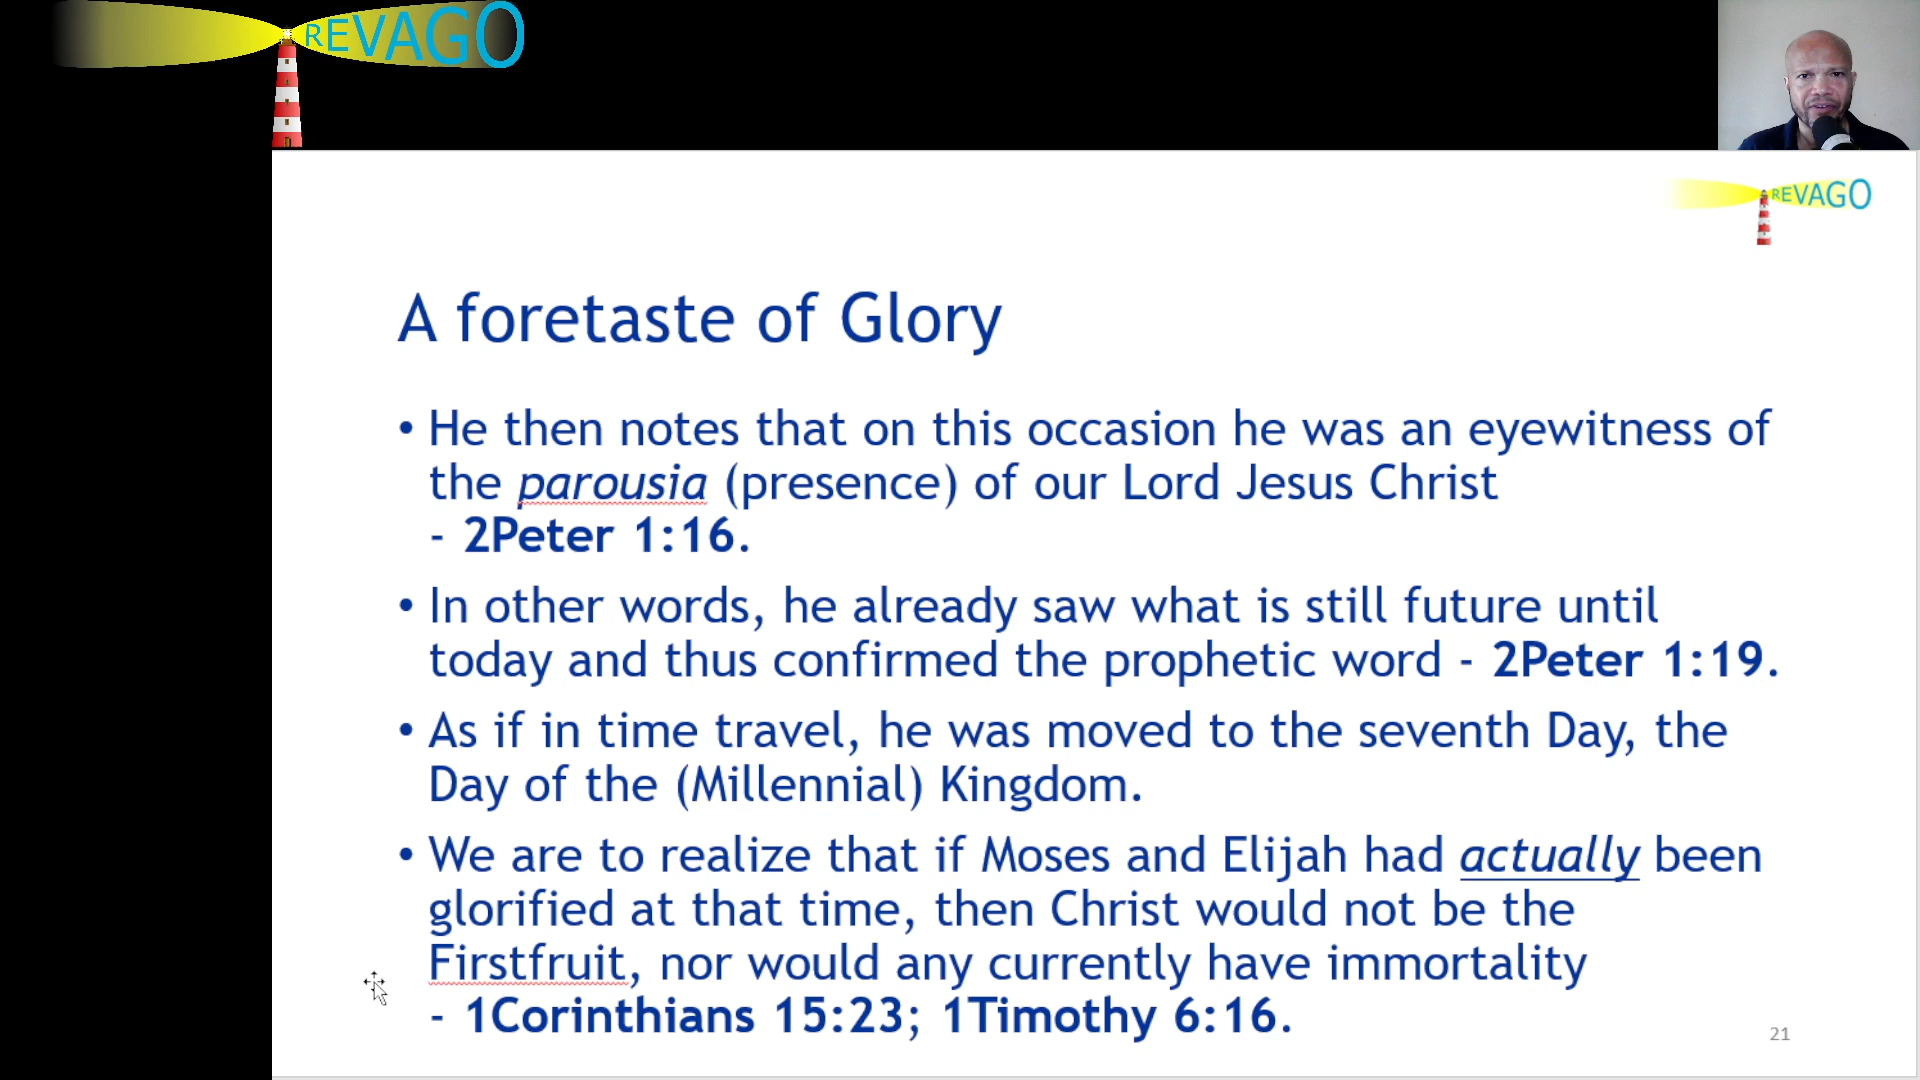 REVAGO
REVAGO
A foretaste of Glory
• He then notes that on this occasion he was an eyewitness of
the parousia (presence) of our Lord Jesus Christ
- 2Peter 1:16.
• In other words, he already saw what is still future until
today and thus confirmed the prophetic word - 2Peter 1:19.
• As if in time travel, he was moved to the seventh Day, the
Day of the (Millennial) Kingdom.
• We are to realize that if Moses and Elijah had actually been
glorified at that time, then Christ would not be the
Firstfruit, nor would any currently have immortality
- 1Corinthians 15:23; 1Timothy 6:16.
21